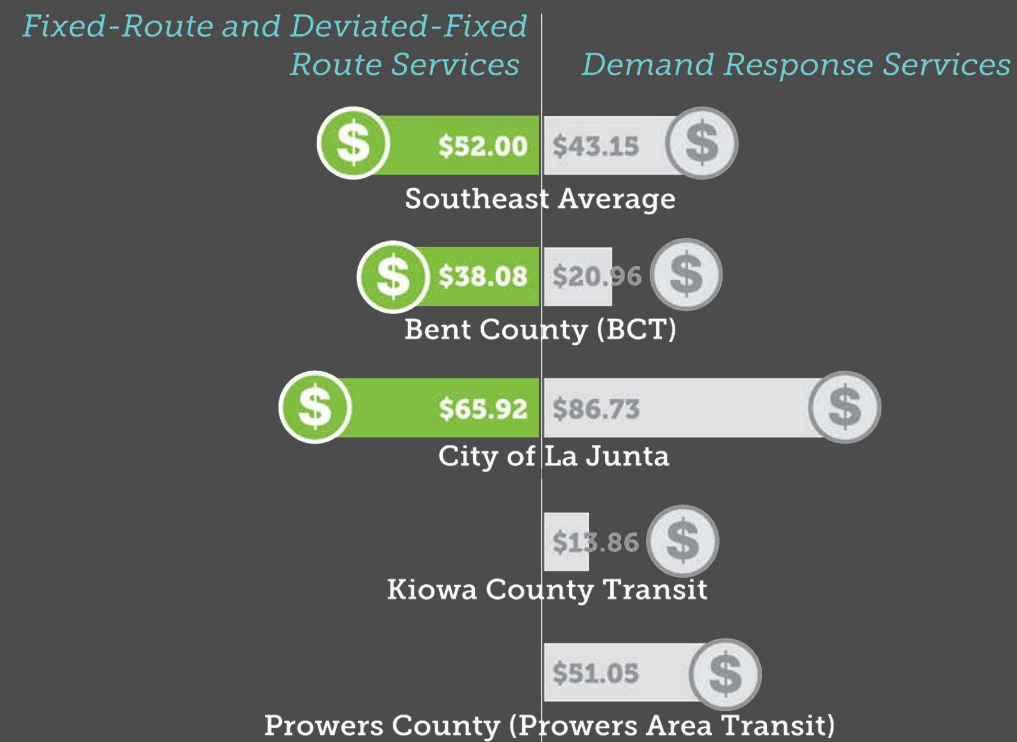 Fixed-Route and Deviated-Fixed
Route Services
Demand Response Services
$ $52.00 $43.15 $
Southeast Average
$ $38.08 $20.96 $
Bent County (BCT)
$ $65.92 $86.73 $
City of La Junta
$13.86 $
Kiowa County Transit
$51.05 $
Prowers County (Prowers Area Transit)